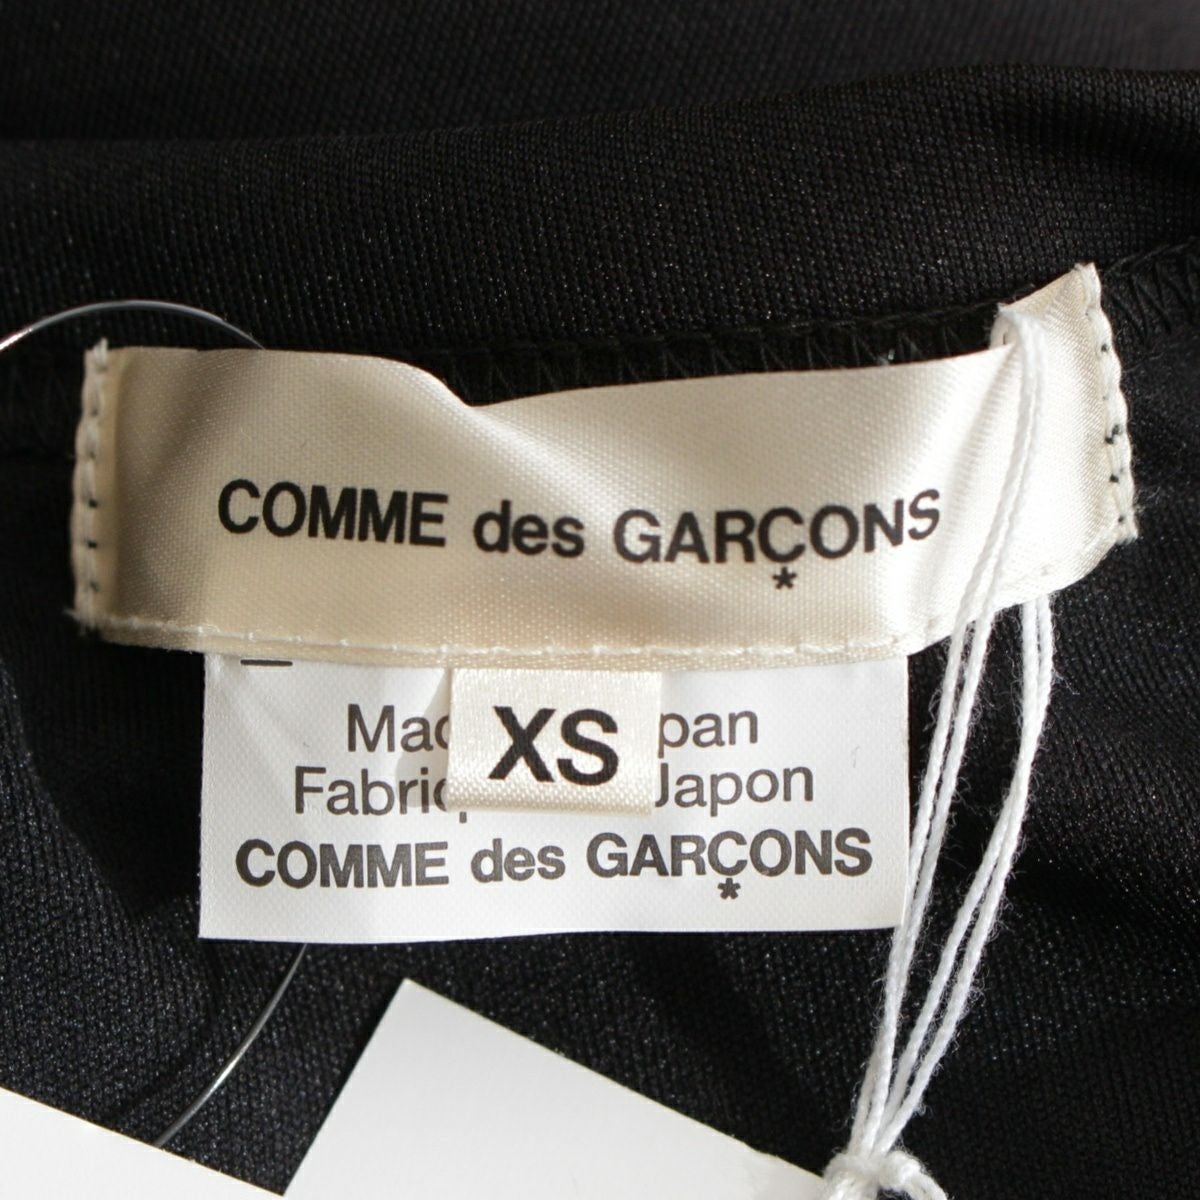 COMME des GARÇONS
*
XS
Mac pan
Fabriq Japon
COMME des GARÇONS
*